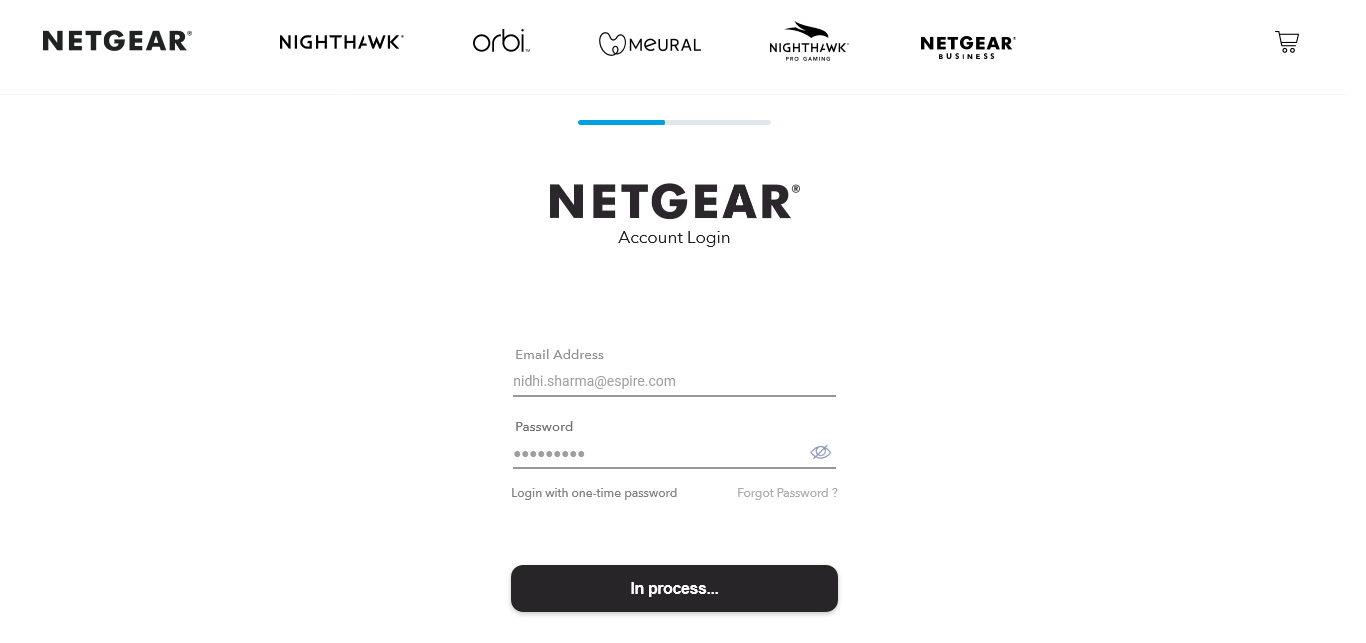 NETGEAR®
NIGHTHAWK®
orbi™
MEURAL
NIGHTHAWK®
PRO GAMING
NETGEAR®
BUSINESS
NETGEAR®
Account Login
Email Address
nidhi.sharma@espire.com
Password
•••••••••
Login with one-time password
Forgot Password ?
In process...